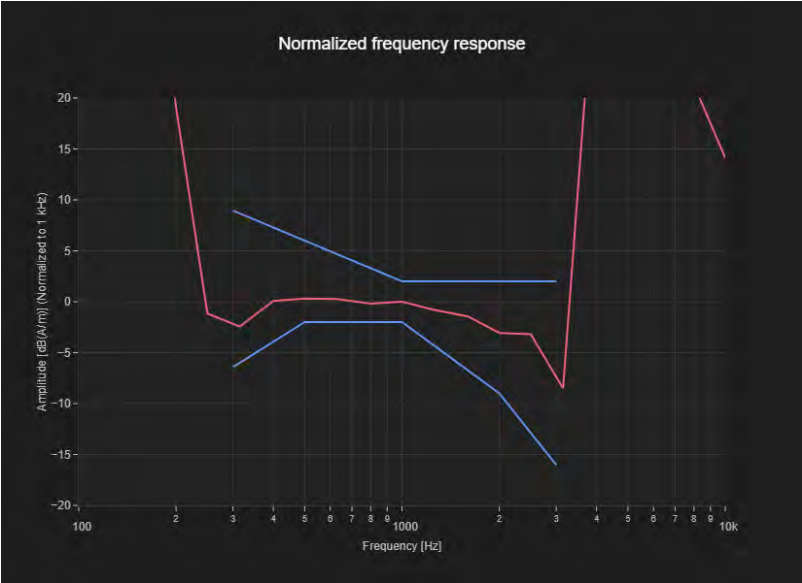 Normalized frequency response
Amplitude [dB(A/m)] (Normalized to 1 kHz)
20
15
10
5
0
−5
−10
−15
−20
100 2 3 4 5 6 7 8 9 1000 2 3 4 5 6 7 8 9 10k
Frequency [Hz]